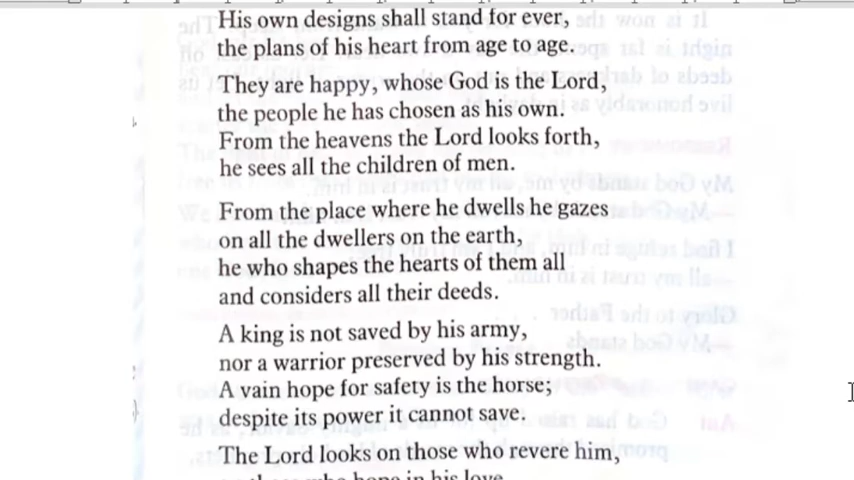 His own designs shall stand for ever,
the plans of his heart from age to age.
They are happy, whose God is the Lord,
the people he has chosen as his own.
From the heavens the Lord looks forth,
he sees all the children of men.
From the place where he dwells he gazes
on all the dwellers on the earth,
he who shapes the hearts of them all
and considers all their deeds.
A king is not saved by his army,
nor a warrior preserved by his strength.
A vain hope for safety is the horse;
despite its power it cannot save.
The Lord looks on those who revere him,